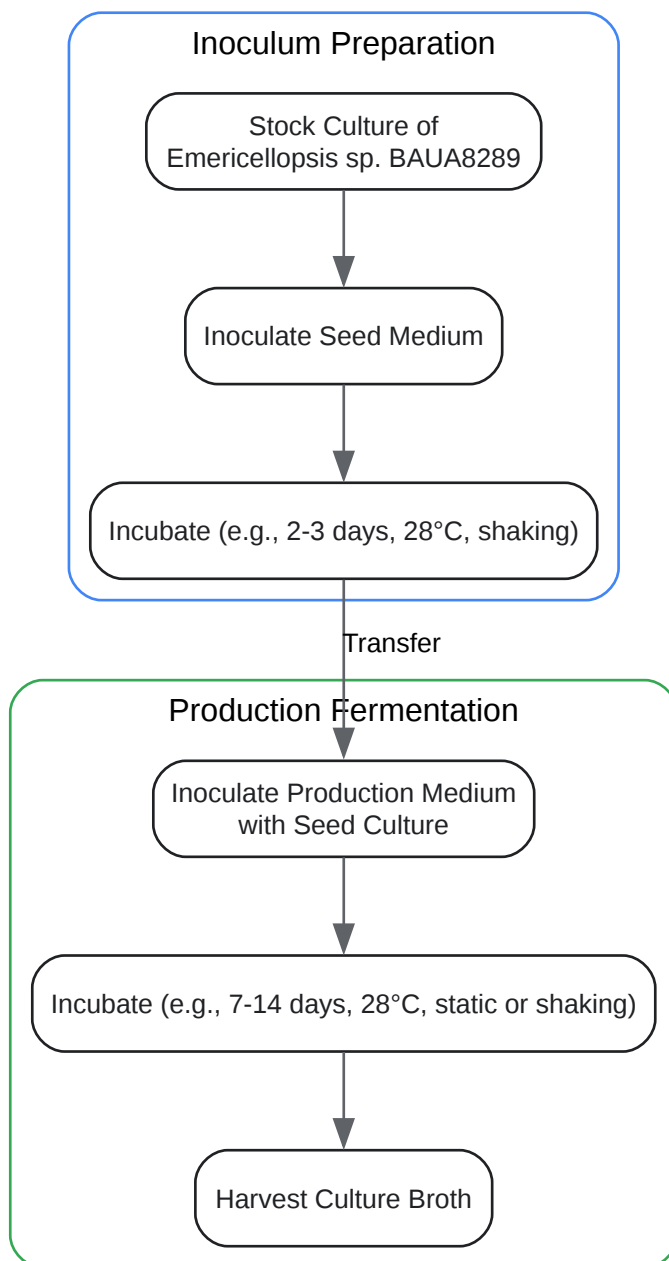 Inoculum Preparation
Stock Culture of
Emericellopsis sp. BAUA8289
Inoculate Seed Medium
Incubate (e.g., 2-3 days, 28°C, shaking)
Transfer
Production Fermentation
Inoculate Production Medium
with Seed Culture
Incubate (e.g., 7-14 days, 28°C, static or shaking)
Harvest Culture Broth